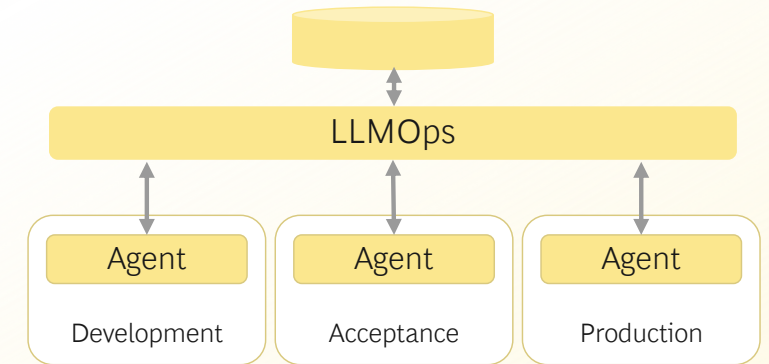 LLMOps
Agent
Agent
Agent
Development
Acceptance
Production